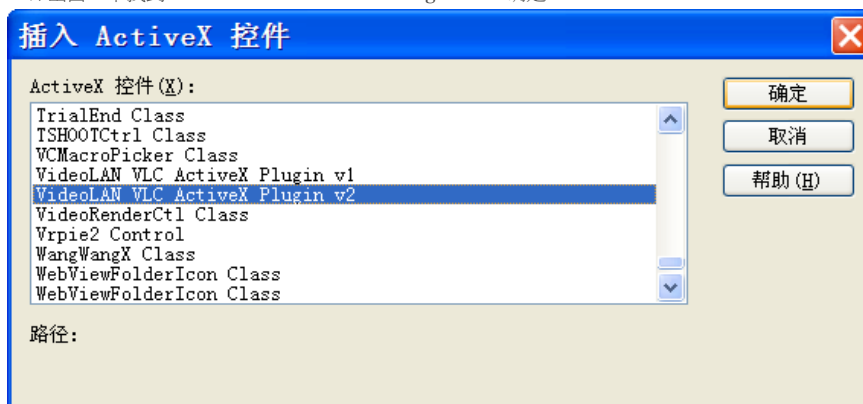 插入 ActiveX 控件
ActiveX 控件(X):
TrialEnd Class
TSHOOTCtrl Class
VCMacroPicker Class
VideoLAN VLC ActiveX Plugin v1
VideoLAN VLC ActiveX Plugin v2
VideoRenderCtl Class
Vrpie2 Control
WangWangX Class
WebViewFolderIcon Class
WebViewFolderIcon Class
确定
取消
帮助(H)
路径: